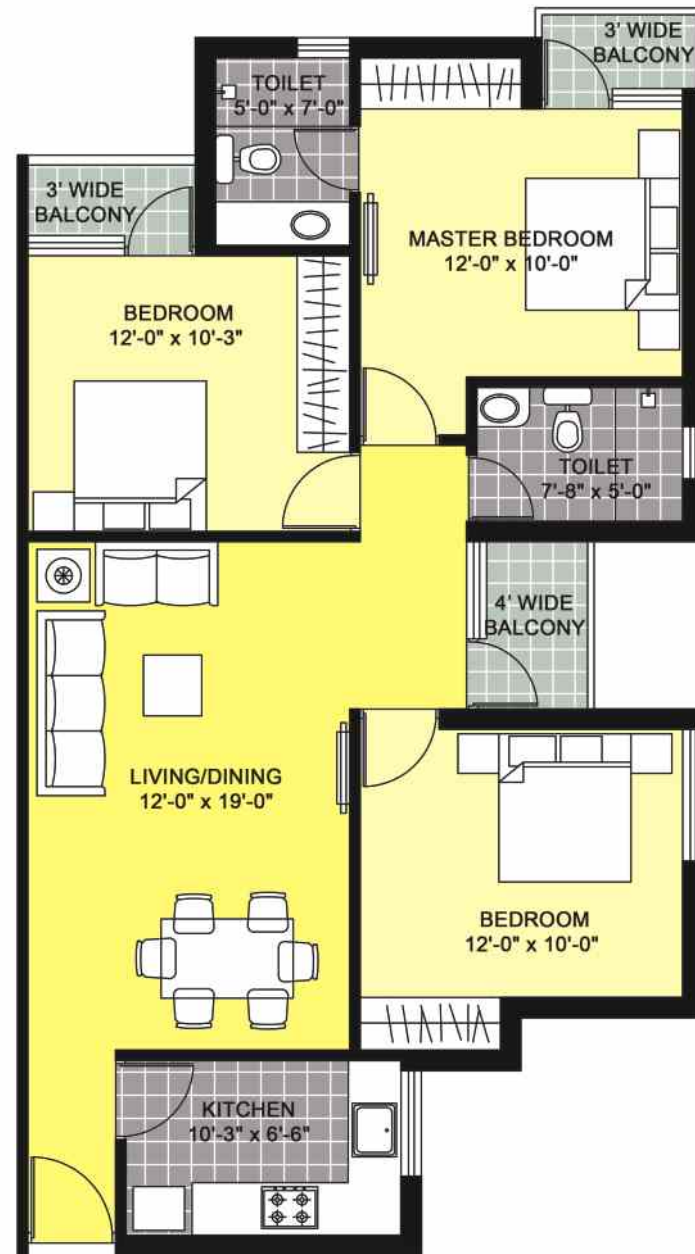 3' WIDE
BALCONY
TOILET
5'-0" x 7'-0"
3' WIDE
BALCONY
MASTER BEDROOM
12'-0" x 10'-0"
BEDROOM
12'-0" x 10'-3"
TOILET
7'-8" x 5'-0"
4' WIDE
BALCONY
LIVING/DINING
12'-0" x 19'-0"
BEDROOM
12'-0" x 10'-0"
KITCHEN
10'-3" x 6'-6"